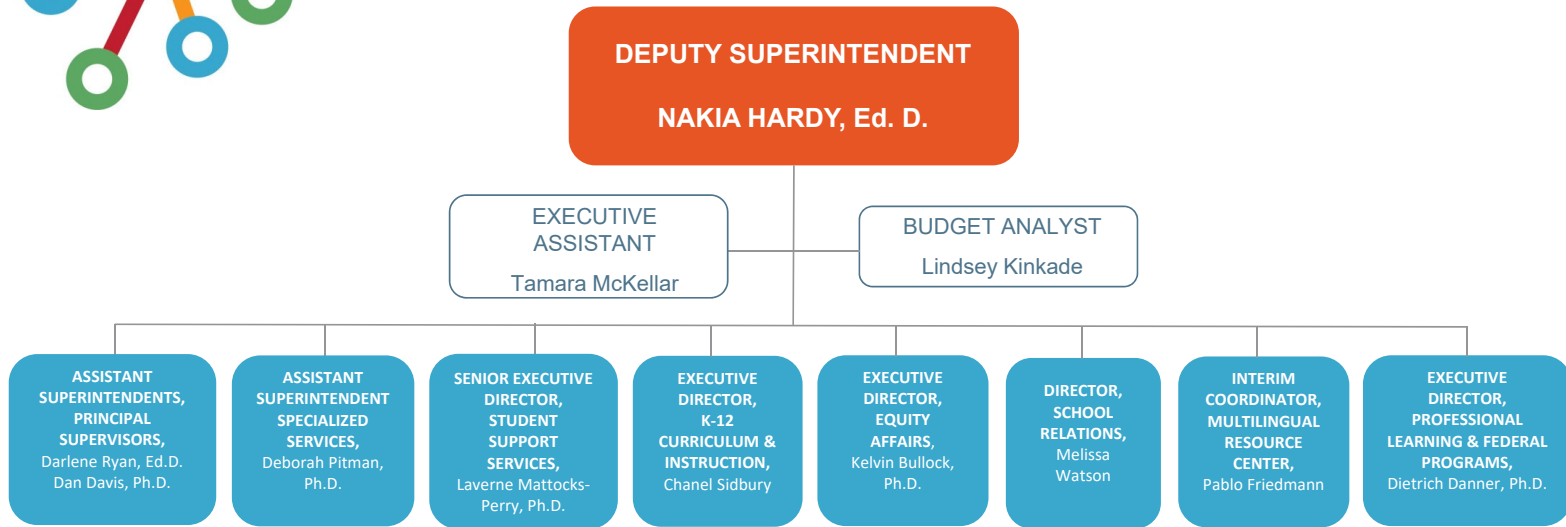 DEPUTY SUPERINTENDENT
NAKIA HARDY, Ed. D.
EXECUTIVE
ASSISTANT
Tamara McKellar
BUDGET ANALYST
Lindsey Kinkade
ASSISTANT
SUPERINTENDENTS,
PRINCIPAL
SUPERVISORS,
Darlene Ryan, Ed.D.
Dan Davis, Ph.D.
ASSISTANT
SUPERINTENDENT
SPECIALIZED
SERVICES,
Deborah Pitman,
Ph.D.
SENIOR EXECUTIVE
DIRECTOR,
STUDENT
SUPPORT
SERVICES,
Laverne Mattocks-
Perry, Ph.D.
EXECUTIVE
DIRECTOR,
K-12
CURRICULUM &
INSTRUCTION,
Chanel Sidbury
EXECUTIVE
DIRECTOR,
EQUITY
AFFAIRS,
Kelvin Bullock,
Ph.D.
DIRECTOR,
SCHOOL
RELATIONS,
Melissa
Watson
INTERIM
COORDINATOR,
MULTILINGUAL
RESOURCE
CENTER,
Pablo Friedmann
EXECUTIVE
DIRECTOR,
PROFESSIONAL
LEARNING & FEDERAL
PROGRAMS,
Dietrich Danner, Ph.D.